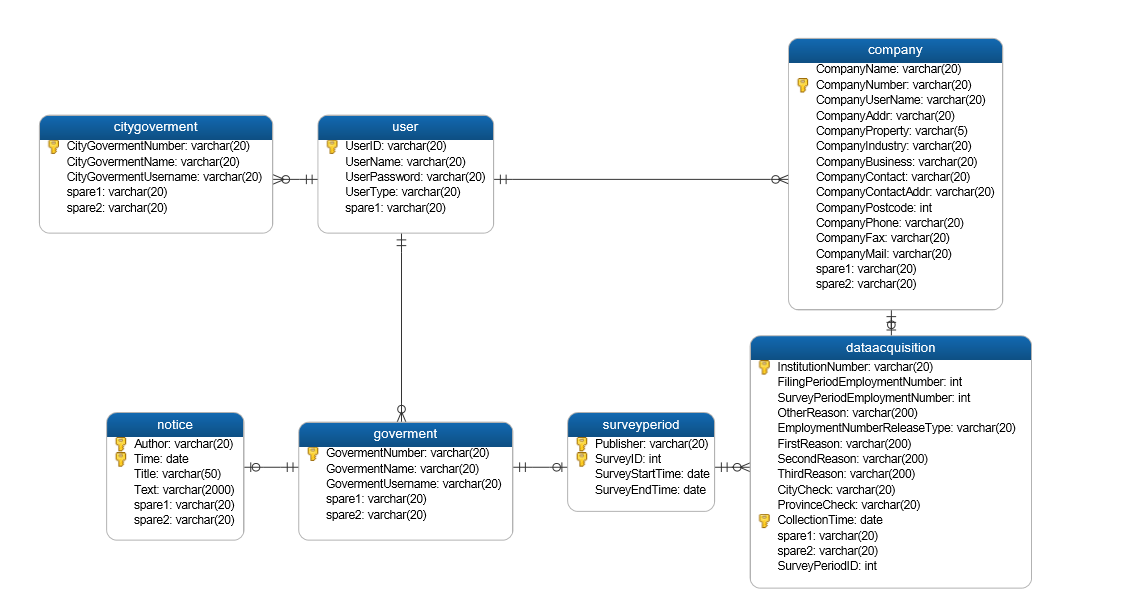 company
CompanyName: varchar(20)
CompanyNumber: varchar(20)
CompanyUserName: varchar(20)
CompanyAddr: varchar(20)
CompanyProperty: varchar(5)
CompanyIndustry: varchar(20)
CompanyBusiness: varchar(20)
CompanyContact: varchar(20)
CompanyContactAddr: varchar(20)
CompanyPostcode: int
CompanyPhone: varchar(20)
CompanyFax: varchar(20)
CompanyMail: varchar(20)
spare1: varchar(20)
spare2: varchar(20)
citygoverment
CityGovermentNumber: varchar(20)
CityGovermentName: varchar(20)
CityGovermentUsername: varchar(20)
spare1: varchar(20)
spare2: varchar(20)
user
UserID: varchar(20)
UserName: varchar(20)
UserPassword: varchar(20)
UserType: varchar(20)
spare1: varchar(20)
dataacquisition
InstitutionNumber: varchar(20)
FilingPeriodEmploymentNumber: int
SurveyPeriodEmploymentNumber: int
OtherReason: varchar(200)
EmploymentNumberReleaseType: varchar(20)
FirstReason: varchar(200)
SecondReason: varchar(200)
ThirdReason: varchar(200)
CityCheck: varchar(20)
ProvinceCheck: varchar(20)
CollectionTime: date
spare1: varchar(20)
spare2: varchar(20)
SurveyPeriodID: int
notice
Author: varchar(20)
Time: date
Title: varchar(50)
Text: varchar(2000)
spare1: varchar(20)
spare2: varchar(20)
goverment
GovermentNumber: varchar(20)
GovermentName: varchar(20)
GovermentUsername: varchar(20)
spare1: varchar(20)
spare2: varchar(20)
surveyperiod
Publisher: varchar(20)
SurveyID: int
SurveyStartTime: date
SurveyEndTime: date